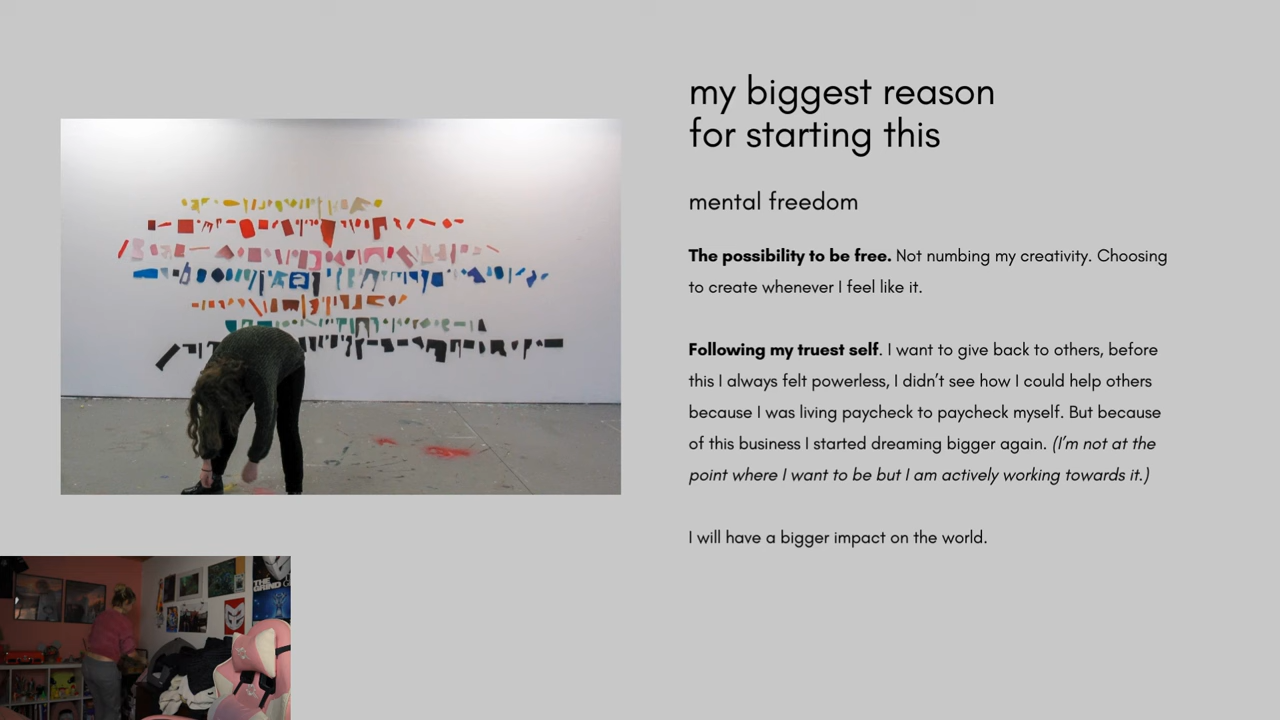 my biggest reason
for starting this
mental freedom
The possibility to be free. Not numbing my creativity. Choosing
to create whenever I feel like it.
Following my truest self. I want to give back to others, before
this I always felt powerless, I didn't see how I could help others
because I was living paycheck to paycheck myself. But because
of this business I started dreaming bigger again. (I'm not at the
point where I want to be but I am actively working towards it.)
I will have a bigger impact on the world.
THE
GRIND